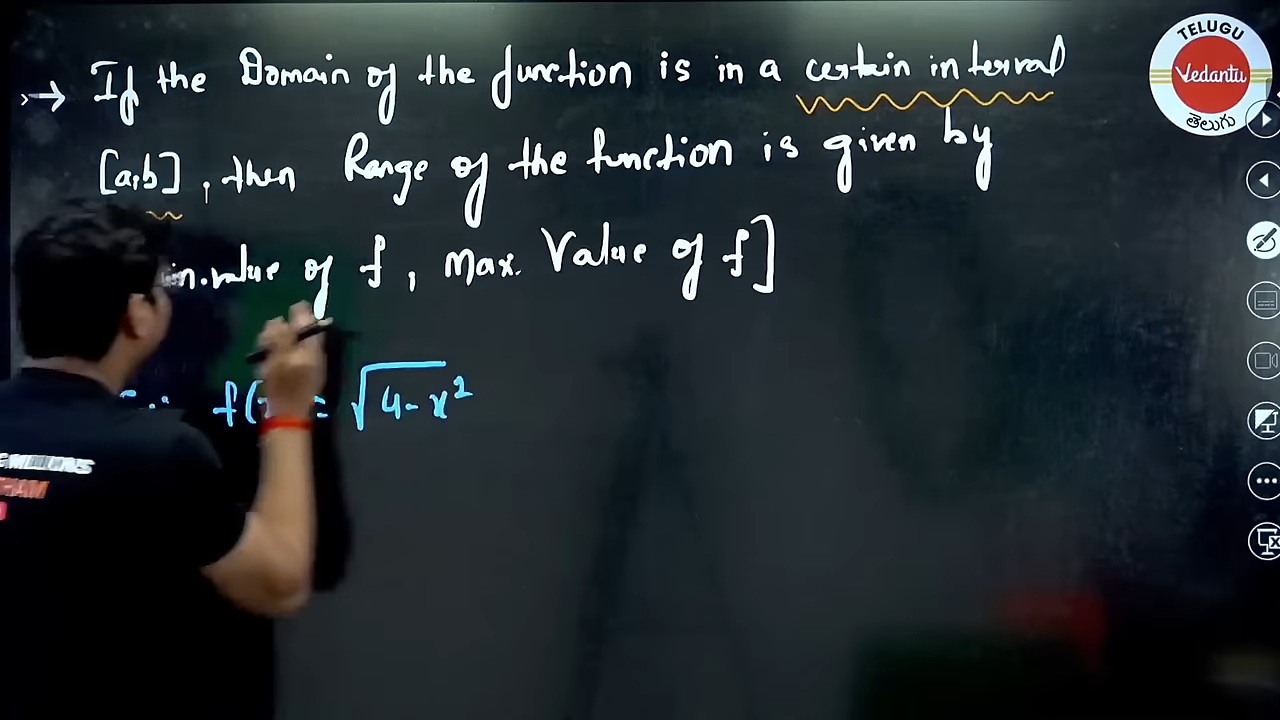 → If the Domain of the function is in a certain interval
[a,b], then Range of the function is given by
value of f, Max. Value of f]
f( = √4-x²
TELUGU
Vedantu
తెలుగు